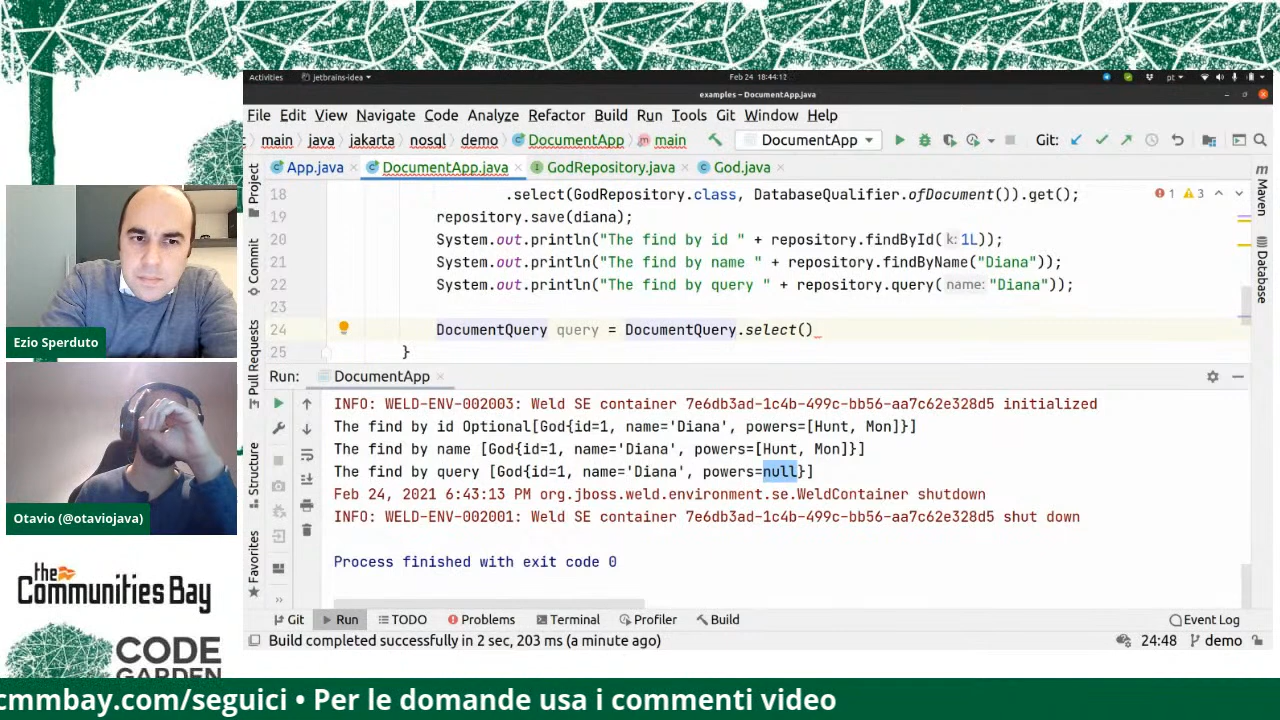 Activities
jetbrains-idea
Feb 24 18:44:12
pt
examples – DocumentApp.java
File Edit View Navigate Code Analyze Refactor Build Run Tools Git Window Help
main java jakarta nosql demo DocumentApp main DocumentApp Git:
App.java DocumentApp.java GodRepository.java God.java
18 .select(GodRepository.class, DatabaseQualifier.ofDocument()).get();
1 3
19 repository.save(diana);
20 System.out.println("The find by id " + repository.findById( k: 1L));
21 System.out.println("The find by name " + repository.findByName("Diana"));
22 System.out.println("The find by query " + repository.query( name: "Diana"));
23
24 DocumentQuery query = DocumentQuery.select()
25 }
Project
Commit
Pull Requests
Structure
Favorites
Maven
Database
Run: DocumentApp
INFO: WELD-ENV-002003: Weld SE container 7e6db3ad-1c4b-499c-bb56-aa7c62e328d5 initialized
The find by id Optional[God{id=1, name='Diana', powers=[Hunt, Mon]}]
The find by name [God{id=1, name='Diana', powers=[Hunt, Mon]}]
The find by query [God{id=1, name='Diana', powers=null}]
Feb 24, 2021 6:43:13 PM org.jboss.weld.environment.se.WeldContainer shutdown
INFO: WELD-ENV-002001: Weld SE container 7e6db3ad-1c4b-499c-bb56-aa7c62e328d5 shut down
Process finished with exit code 0
Git Run TODO Problems Terminal Profiler Build Event Log
Build completed successfully in 2 sec, 203 ms (a minute ago) 24:48 demo
Ezio Sperduto
Otavio (@otaviojava)
the
Communities Bay
CODE
GARDEN
cmmbay.com/seguici • Per le domande usa i commenti video